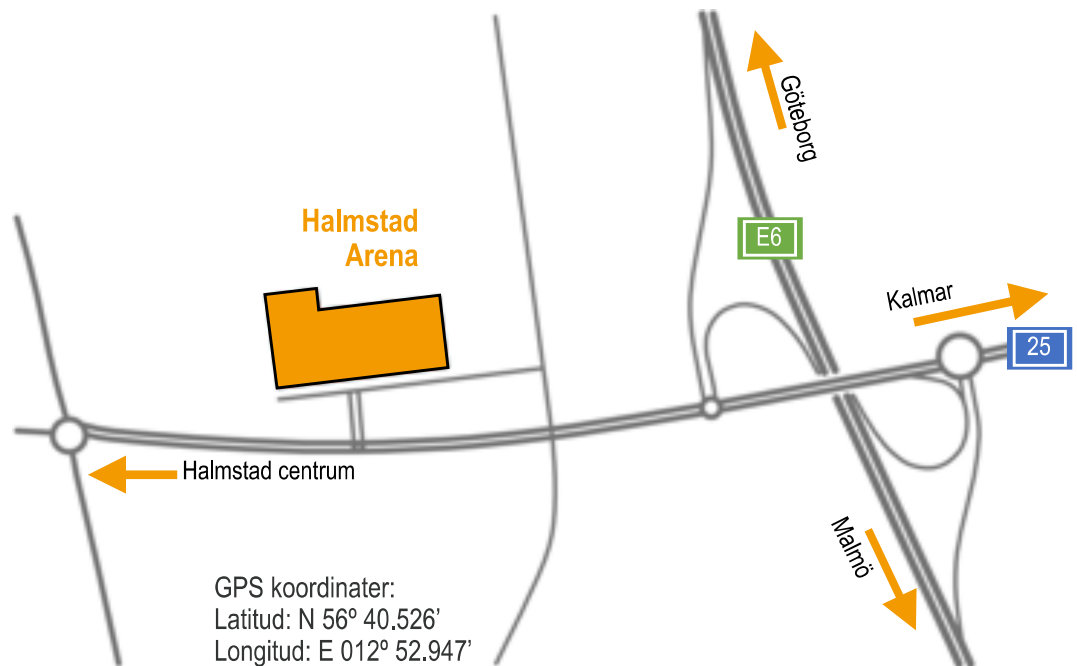 Göteborg
Halmstad
Arena
E6
Kalmar
25
Halmstad centrum
Malmö
GPS koordinater:
Latitud: N 56º 40.526’
Longitud: E 012º 52.947’